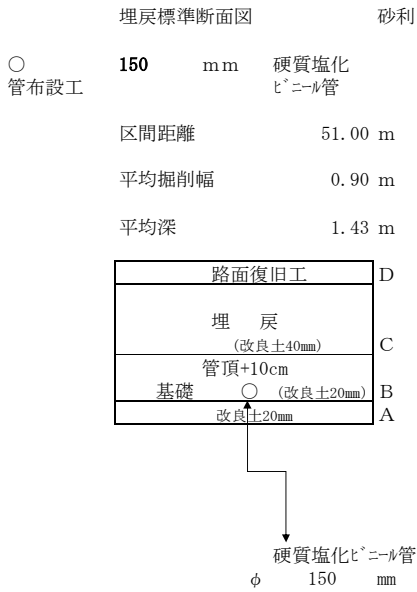 埋戻標準断面図 砂利
○ 150 mm 硬質塩化
管布設工 ﾋﾞﾆｰﾙ管
区間距離 51.00 m
平均掘削幅 0.90 m
平均深 1.43 m
路面復旧工 D
埋 戻
(改良土40㎜) C
管頂+10cm
基礎 ○ (改良土20㎜) B
改良土20㎜ A
硬質塩化ﾋﾞﾆｰﾙ管
φ 150 ㎜